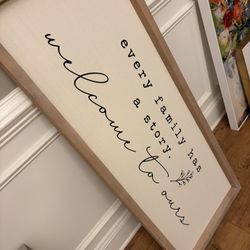 every family has
a story.
welcome to ours